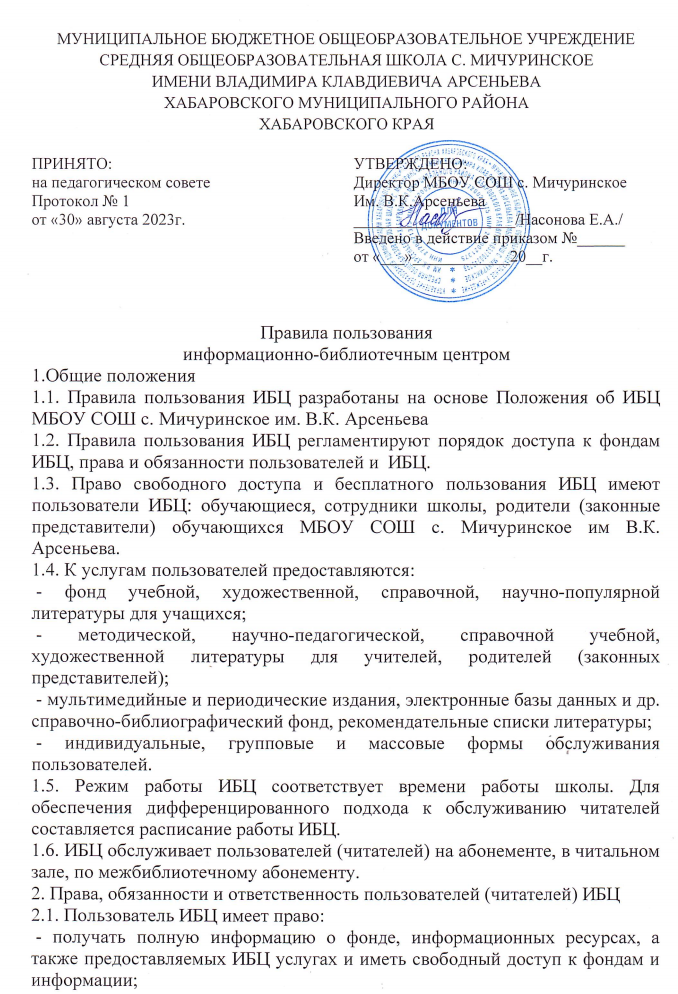 МУНИЦИПАЛЬНОЕ БЮДЖЕТНОЕ ОБЩЕОБРАЗОВАТЕЛЬНОЕ УЧРЕЖДЕНИЕ
СРЕДНЯЯ ОБЩЕОБРАЗОВАТЕЛЬНАЯ ШКОЛА С. МИЧУРИНСКОЕ
ИМЕНИ ВЛАДИМИРА КЛАВДИЕВИЧА АРСЕНЬЕВА
ХАБАРОВСКОГО МУНИЦИПАЛЬНОГО РАЙОНА
ХАБАРОВСКОГО КРАЯ
ПРИНЯТО:
на педагогическом совете
Протокол № 1
от «30» августа 2023г.
УТВЕРЖДЕНО:
Директор МБОУ СОШ с. Мичуринское
Им. В.К.Арсеньева
/Насонова Е.А./
Введено в действие приказом №______
от «___»____________20__г.
ДЛЯ
ДОКУМЕНТОВ
Правила пользования
информационно-библиотечным центром
1.Общие положения
1.1. Правила пользования ИБЦ разработаны на основе Положения об ИБЦ
МБОУ СОШ с. Мичуринское им. В.К. Арсеньева
1.2. Правила пользования ИБЦ регламентируют порядок доступа к фондам
ИБЦ, права и обязанности пользователей и ИБЦ.
1.3. Право свободного доступа и бесплатного пользования ИБЦ имеют
пользователи ИБЦ: обучающиеся, сотрудники школы, родители (законные
представители) обучающихся МБОУ СОШ с. Мичуринское им В.К.
Арсеньева.
1.4. К услугам пользователей предоставляются:
- фонд учебной, художественной, справочной, научно-популярной
литературы для учащихся;
- методической, научно-педагогической, справочной учебной,
художественной литературы для учителей, родителей (законных
представителей);
- мультимедийные и периодические издания, электронные базы данных и др.
справочно-библиографический фонд, рекомендательные списки литературы;
- индивидуальные, групповые и массовые формы обслуживания
пользователей.
1.5. Режим работы ИБЦ соответствует времени работы школы. Для
обеспечения дифференцированного подхода к обслуживанию читателей
составляется расписание работы ИБЦ.
1.6. ИБЦ обслуживает пользователей (читателей) на абонементе, в читальном
зале, по межбиблиотечному абонементу.
2. Права, обязанности и ответственность пользователей (читателей) ИБЦ
2.1. Пользователь ИБЦ имеет право:
- получать полную информацию о фонде, информационных ресурсах, а
также предоставляемых ИБЦ услугах и иметь свободный доступ к фондам и
информации;